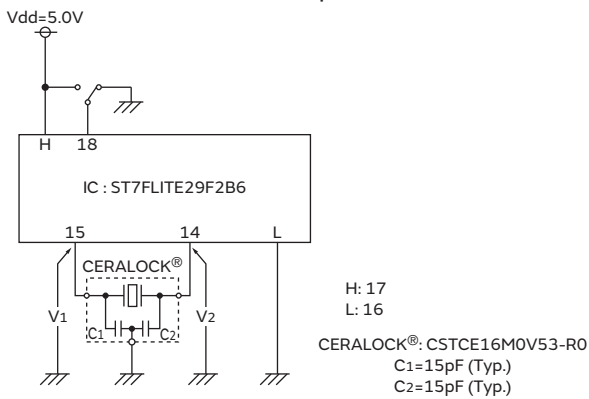 Vdd=5.0V
H 18
IC : ST7FLITE29F2B6
15 14 L
CERALOCK®
V1 C1 C2 V2
H: 17
L: 16
CERALOCK®: CSTCE16M0V53-R0
C1=15pF (Typ.)
C2=15pF (Typ.)